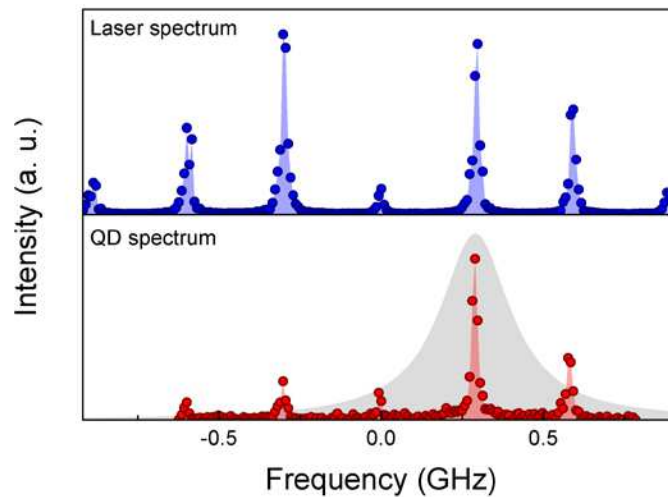 Laser spectrum
QD spectrum
Intensity (a. u.)
-0.5
0.0
0.5
Frequency (GHz)